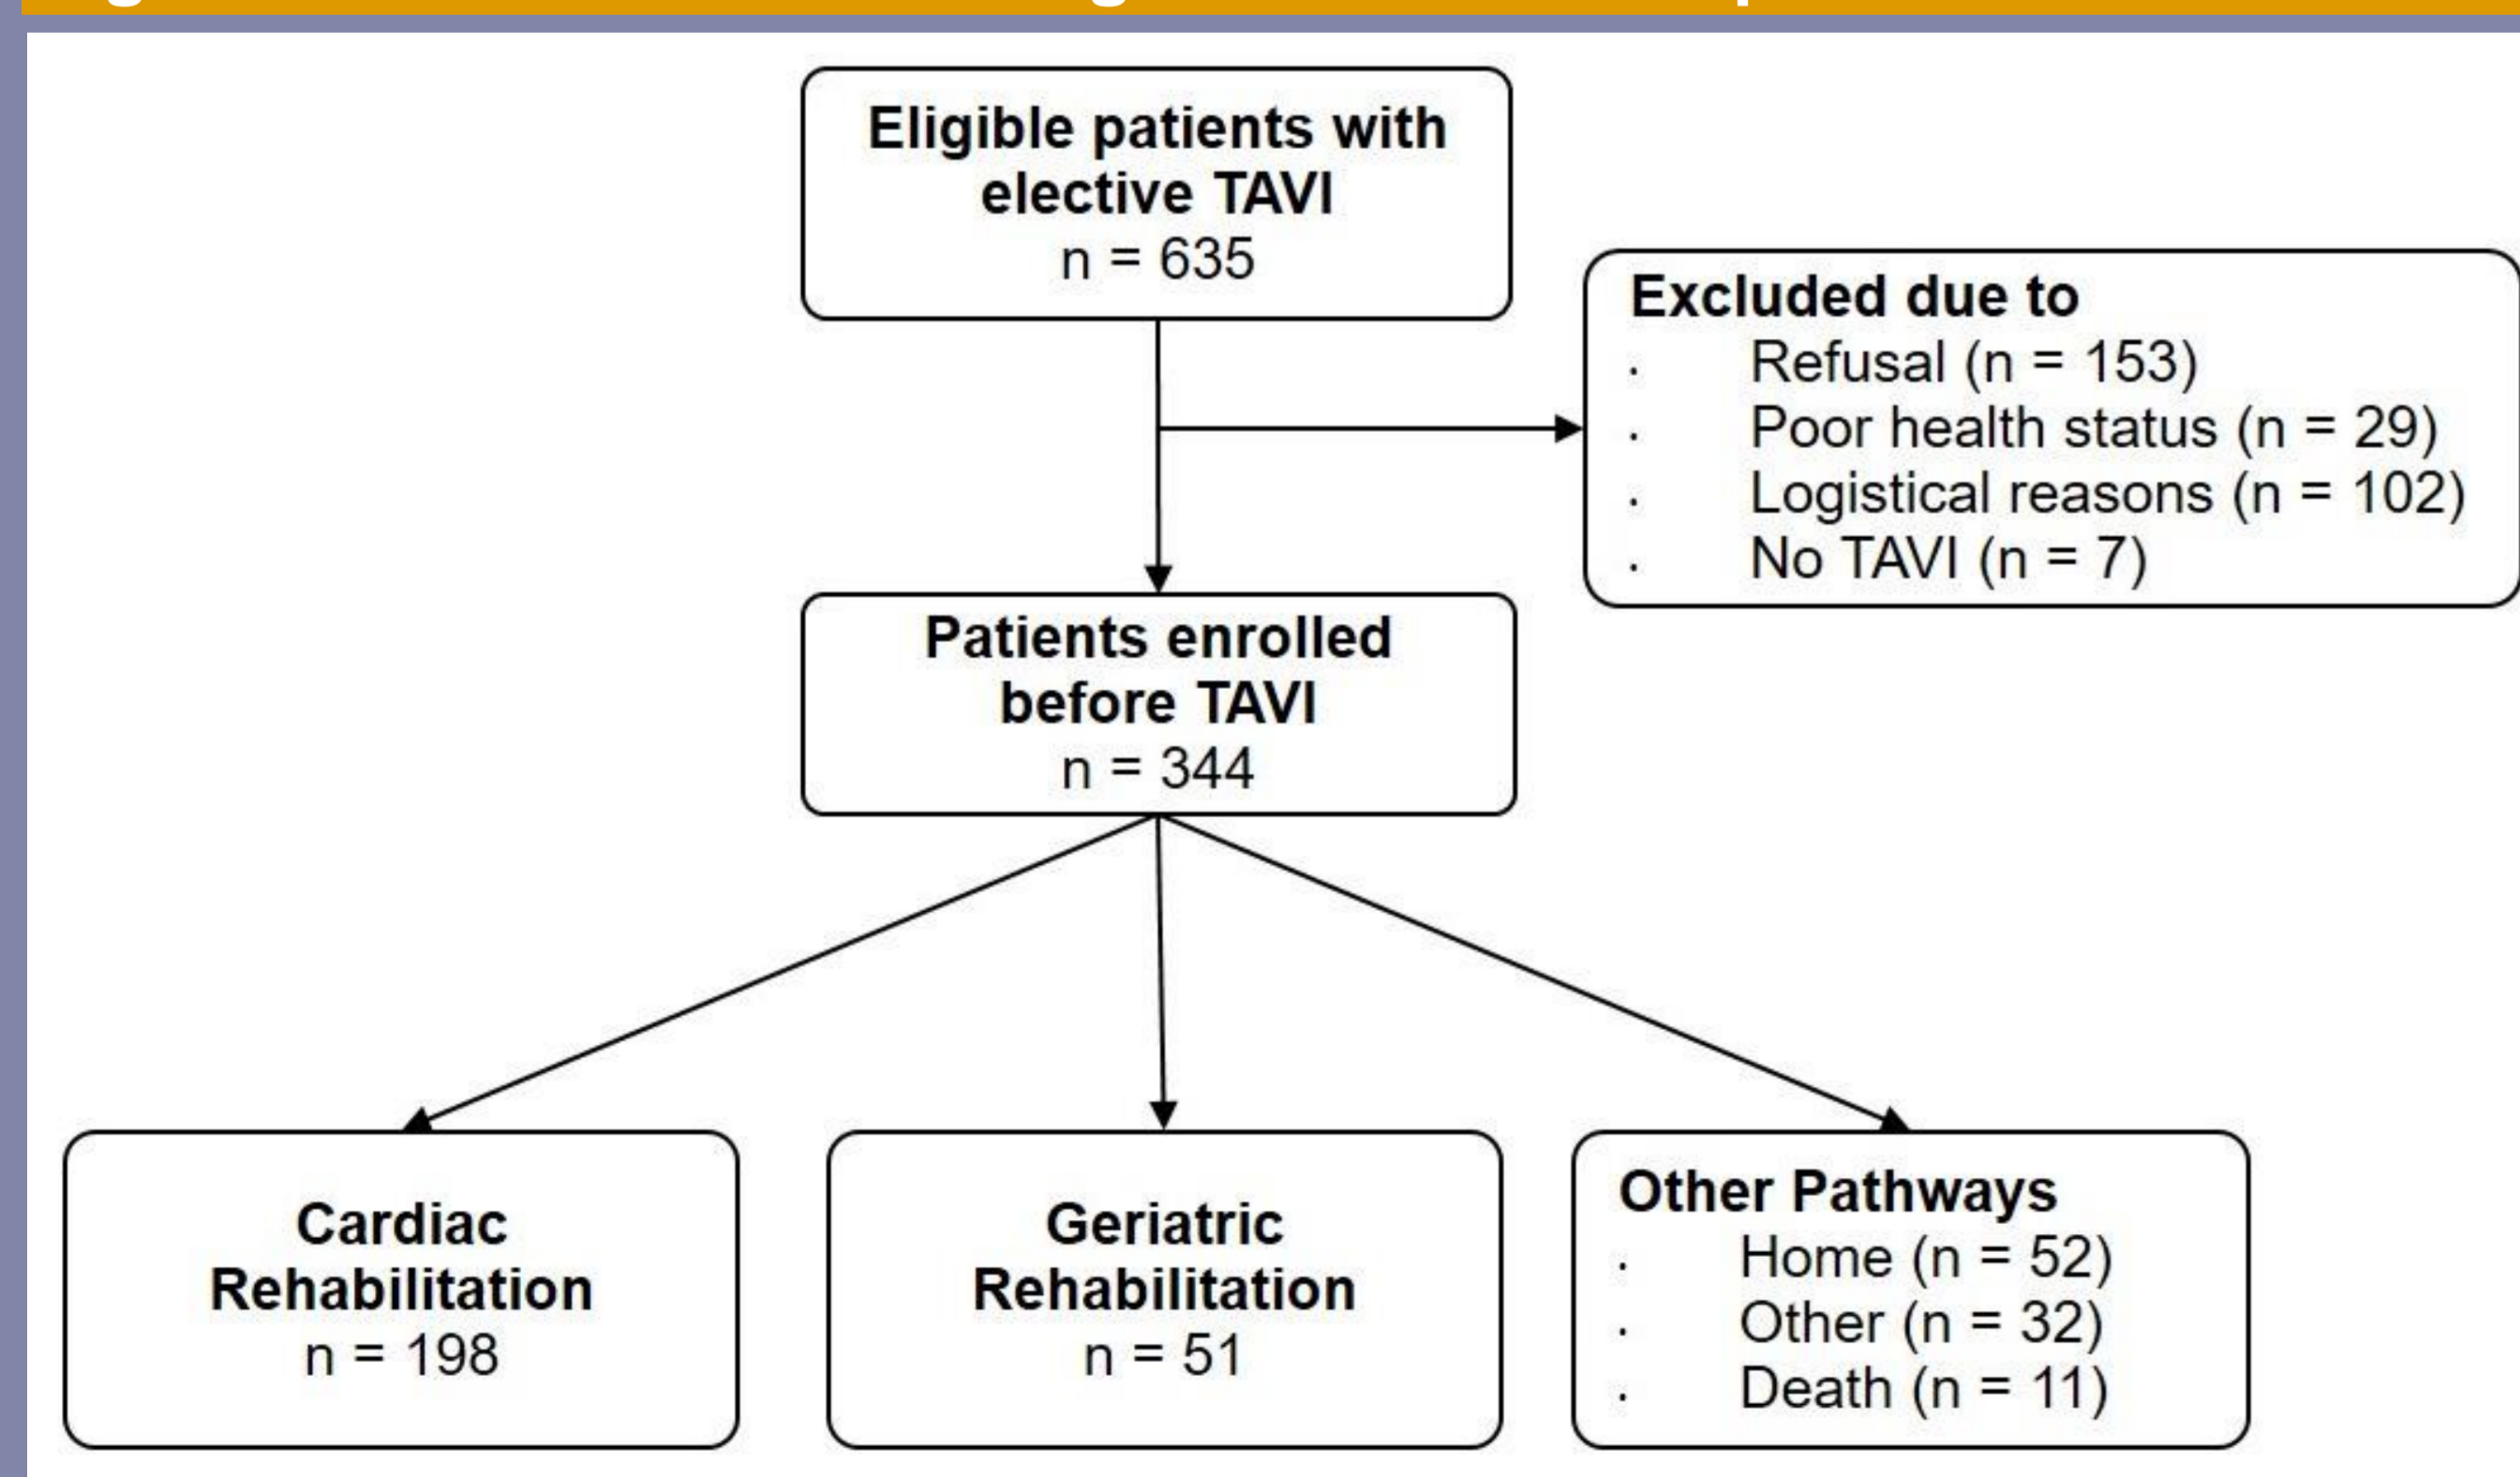 Eligible patients with
elective TAVI
n = 635
Excluded due to
· Refusal (n = 153)
· Poor health status (n = 29)
· Logistical reasons (n = 102)
· No TAVI (n = 7)
Patients enrolled
before TAVI
n = 344
Cardiac
Rehabilitation
n = 198
Geriatric
Rehabilitation
n = 51
Other Pathways
· Home (n = 52)
· Other (n = 32)
· Death (n = 11)